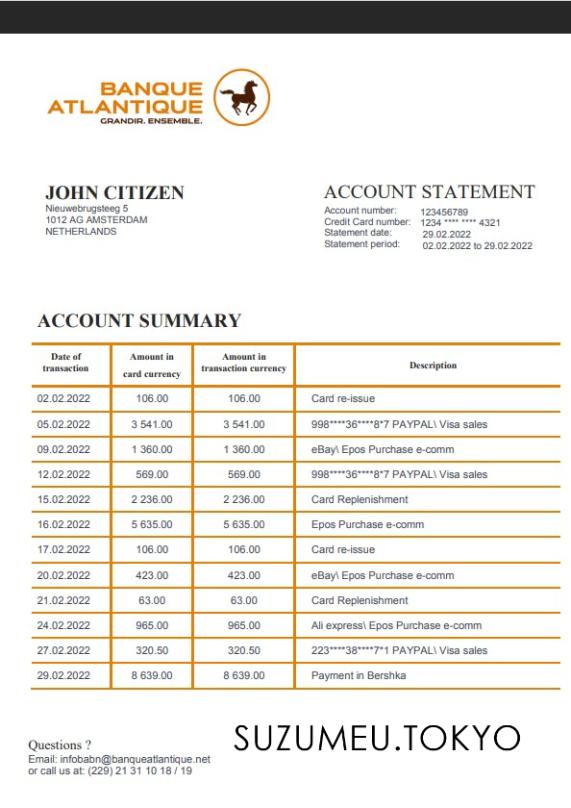 BANQUE
ATLANTIQUE
GRANDIR. ENSEMBLE.
JOHN CITIZEN
Nieuwebrugsteeg 5
1012 AG AMSTERDAM
NETHERLANDS
ACCOUNT STATEMENT
Account number: 123456789
Credit Card number: 1234 **** **** 4321
Statement date: 29.02.2022
Statement period: 02.02.2022 to 29.02.2022
ACCOUNT SUMMARY
Date of transaction Amount in card currency Amount in transaction currency Description
02.02.2022 106.00 106.00 Card re-issue
05.02.2022 3 541.00 3 541.00 998****36****8*7 PAYPAL\ Visa sales
09.02.2022 1 360.00 1 360.00 eBay\ Epos Purchase e-comm
12.02.2022 569.00 569.00 998****36****8*7 PAYPAL\ Visa sales
15.02.2022 2 236.00 2 236.00 Card Replenishment
16.02.2022 5 635.00 5 635.00 Epos Purchase e-comm
17.02.2022 106.00 106.00 Card re-issue
20.02.2022 423.00 423.00 eBay\ Epos Purchase e-comm
21.02.2022 63.00 63.00 Card Replenishment
24.02.2022 965.00 965.00 Ali express\ Epos Purchase e-comm
27.02.2022 320.50 320.50 223****38****7*1 PAYPAL\ Visa sales
29.02.2022 8 639.00 8 639.00 Payment in Bershka
Questions ?
Email: infobabn@banqueatlantique.net
or call us at: (229) 21 31 10 18 / 19
SUZUMEU.TOKYO